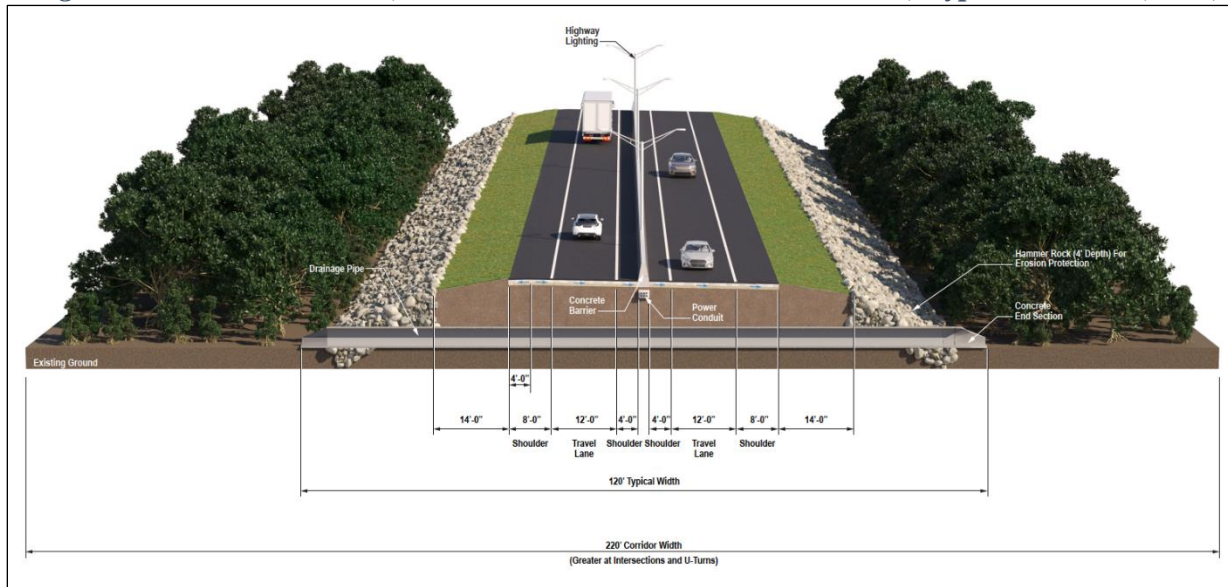 Highway
Lighting
Drainage Pipe
Hammer Rock (4' Depth) For
Erosion Protection
Concrete
Barrier
Power
Conduit
Concrete
End Section
Existing Ground
4'-0"
14'-0" 8'-0" 12'-0" 4'-0" 4'-0" 12'-0" 8'-0" 14'-0"
Shoulder Travel Shoulder Shoulder Travel Shoulder
Lane Lane
120' Typical Width
220' Corridor Width
(Greater at Intersections and U-Turns)